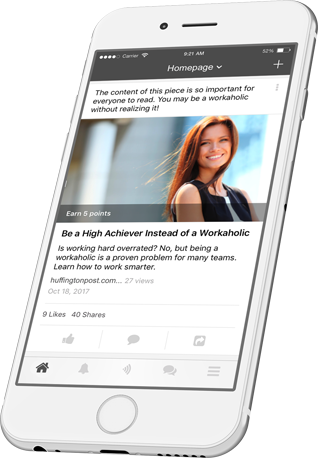 Carrier 9:21 AM 52%
Homepage
The content of this piece is so important for
everyone to read. You may be a workaholic
without realizing it!
Earn 5 points
Be a High Achiever Instead of a Workaholic
Is working hard overrated? No, but being a
workaholic is a proven problem for many teams.
Learn how to work smarter.
huffingtonpost.com... 27 views
Oct 18, 2017
9 Likes 40 Shares